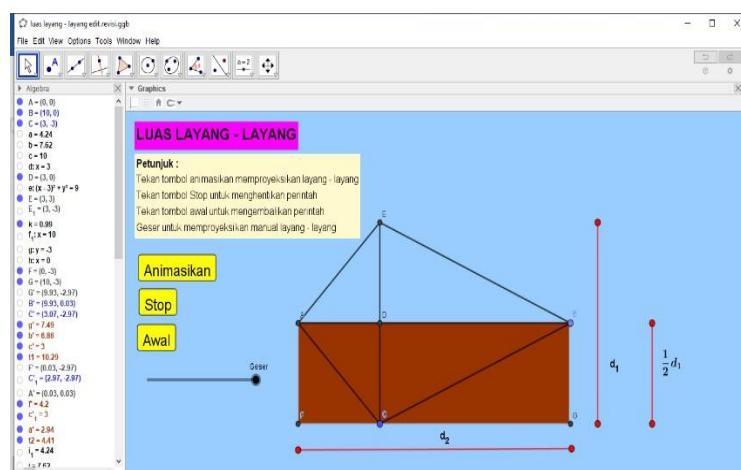 luas layang - layang edit.revisi.ggb
File Edit View Options Tools Window Help
a=2
Algebra
Graphics
A = (0, 0)
B = (10, 0)
C = (3, -3)
a = 4.24
b = 7.62
c = 10
d: x = 3
D = (3, 0)
e: (x - 3)² + y² = 9
E = (3, 3)
E₁ = (3, -3)
k = 0.99
f₁: x = 10
g: y = -3
h: x = 0
F = (0, -3)
G = (10, -3)
G' = (9.93, -2.97)
B' = (9.93, 0.03)
C' = (3.07, -2.97)
g' = 7.49
b' = 6.86
c' = 3
t1 = 10.29
F' = (0.03, -2.97)
C'₁ = (2.97, -2.97)
A' = (0.03, 0.03)
f' = 4.2
c'₁ = 3
a' = 2.94
t2 = 4.41
i₁ = 4.24
LUAS LAYANG - LAYANG
Petunjuk :
Tekan tombol animasikan memproyeksikan layang - layang
Tekan tombol Stop untuk menghentikan perintah
Tekan tombol awal untuk mengembalikan perintah
Geser untuk memproyeksikan manual layang - layang
Animasikan
Stop
Awal
Geser
E
A
D
F
C
G
d₁
½ d₁
d₂